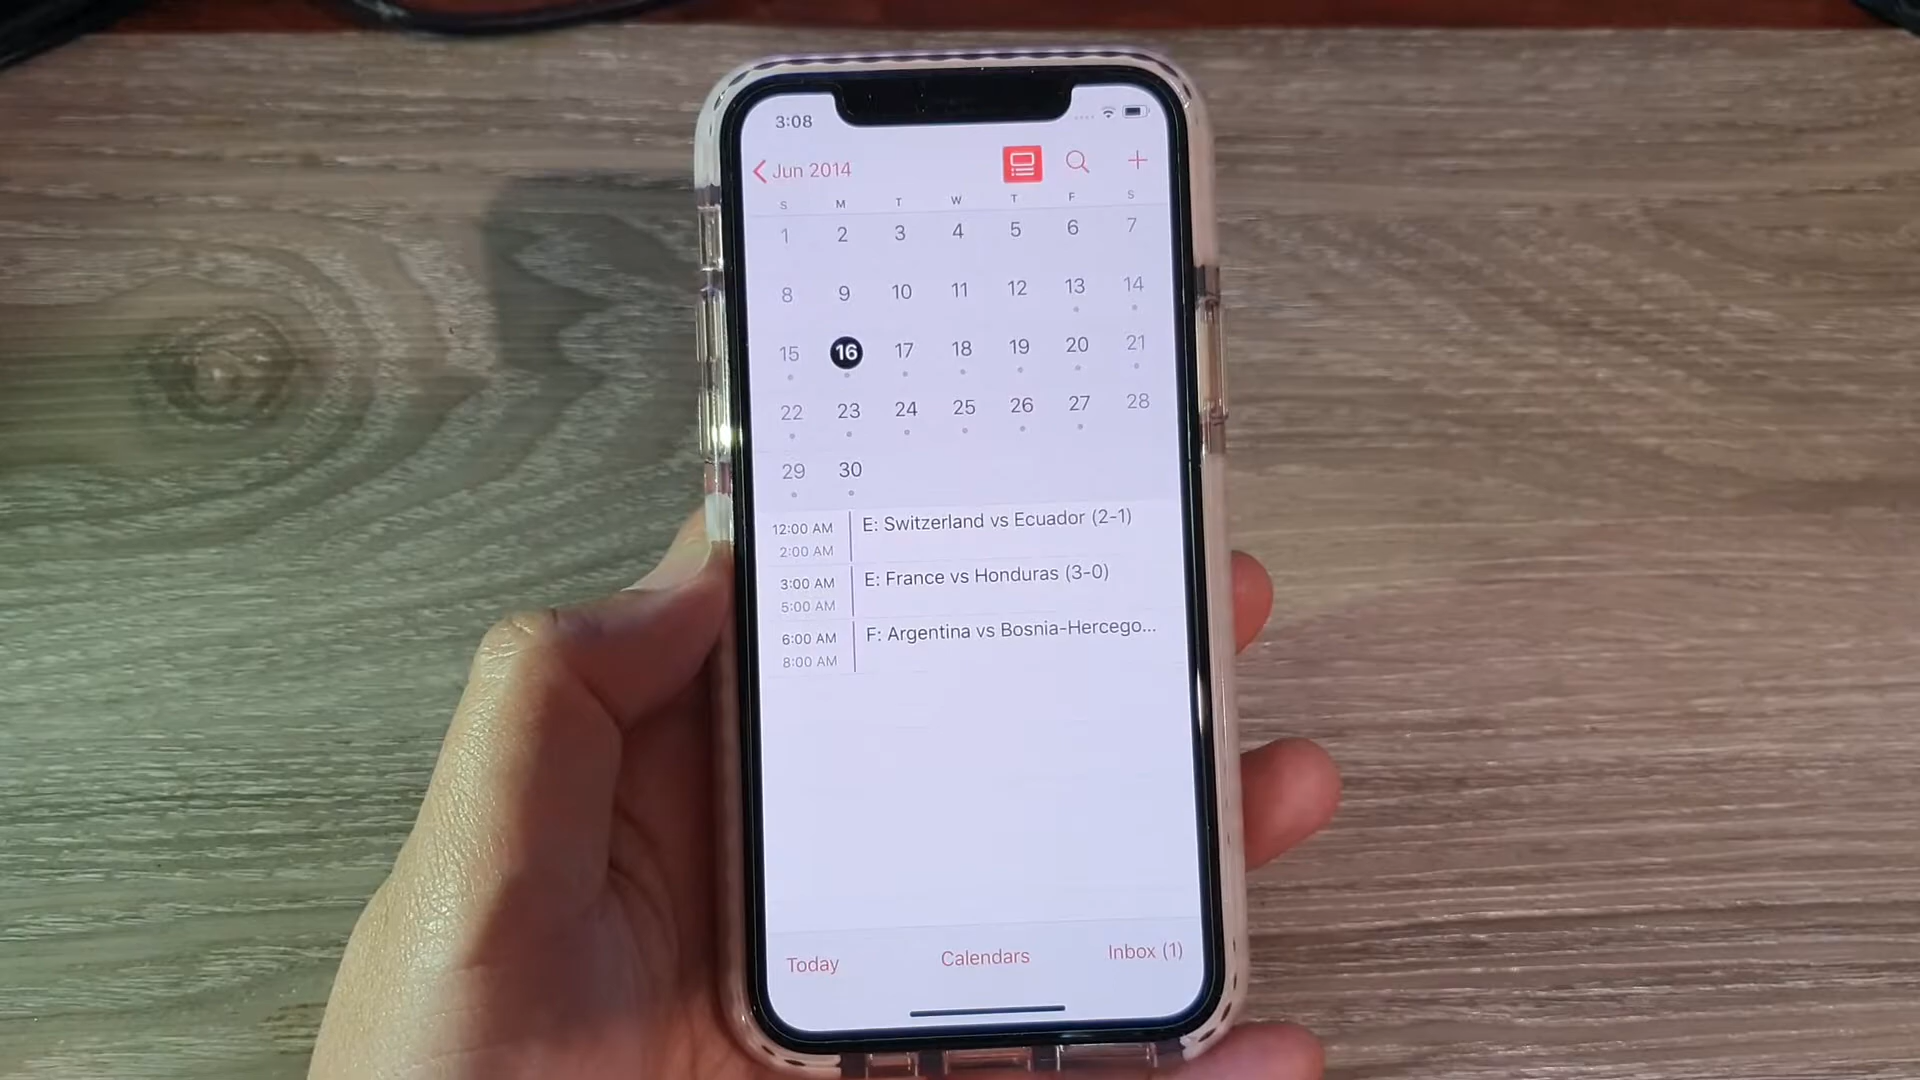 3:08
Jun 2014
S M T W T F S
1 2 3 4 5 6 7
8 9 10 11 12 13 14
15 16 17 18 19 20 21
22 23 24 25 26 27 28
29 30
12:00 AM E: Switzerland vs Ecuador (2-1)
2:00 AM
3:00 AM E: France vs Honduras (3-0)
5:00 AM
6:00 AM F: Argentina vs Bosnia-Hercego...
8:00 AM
Today Calendars Inbox (1)